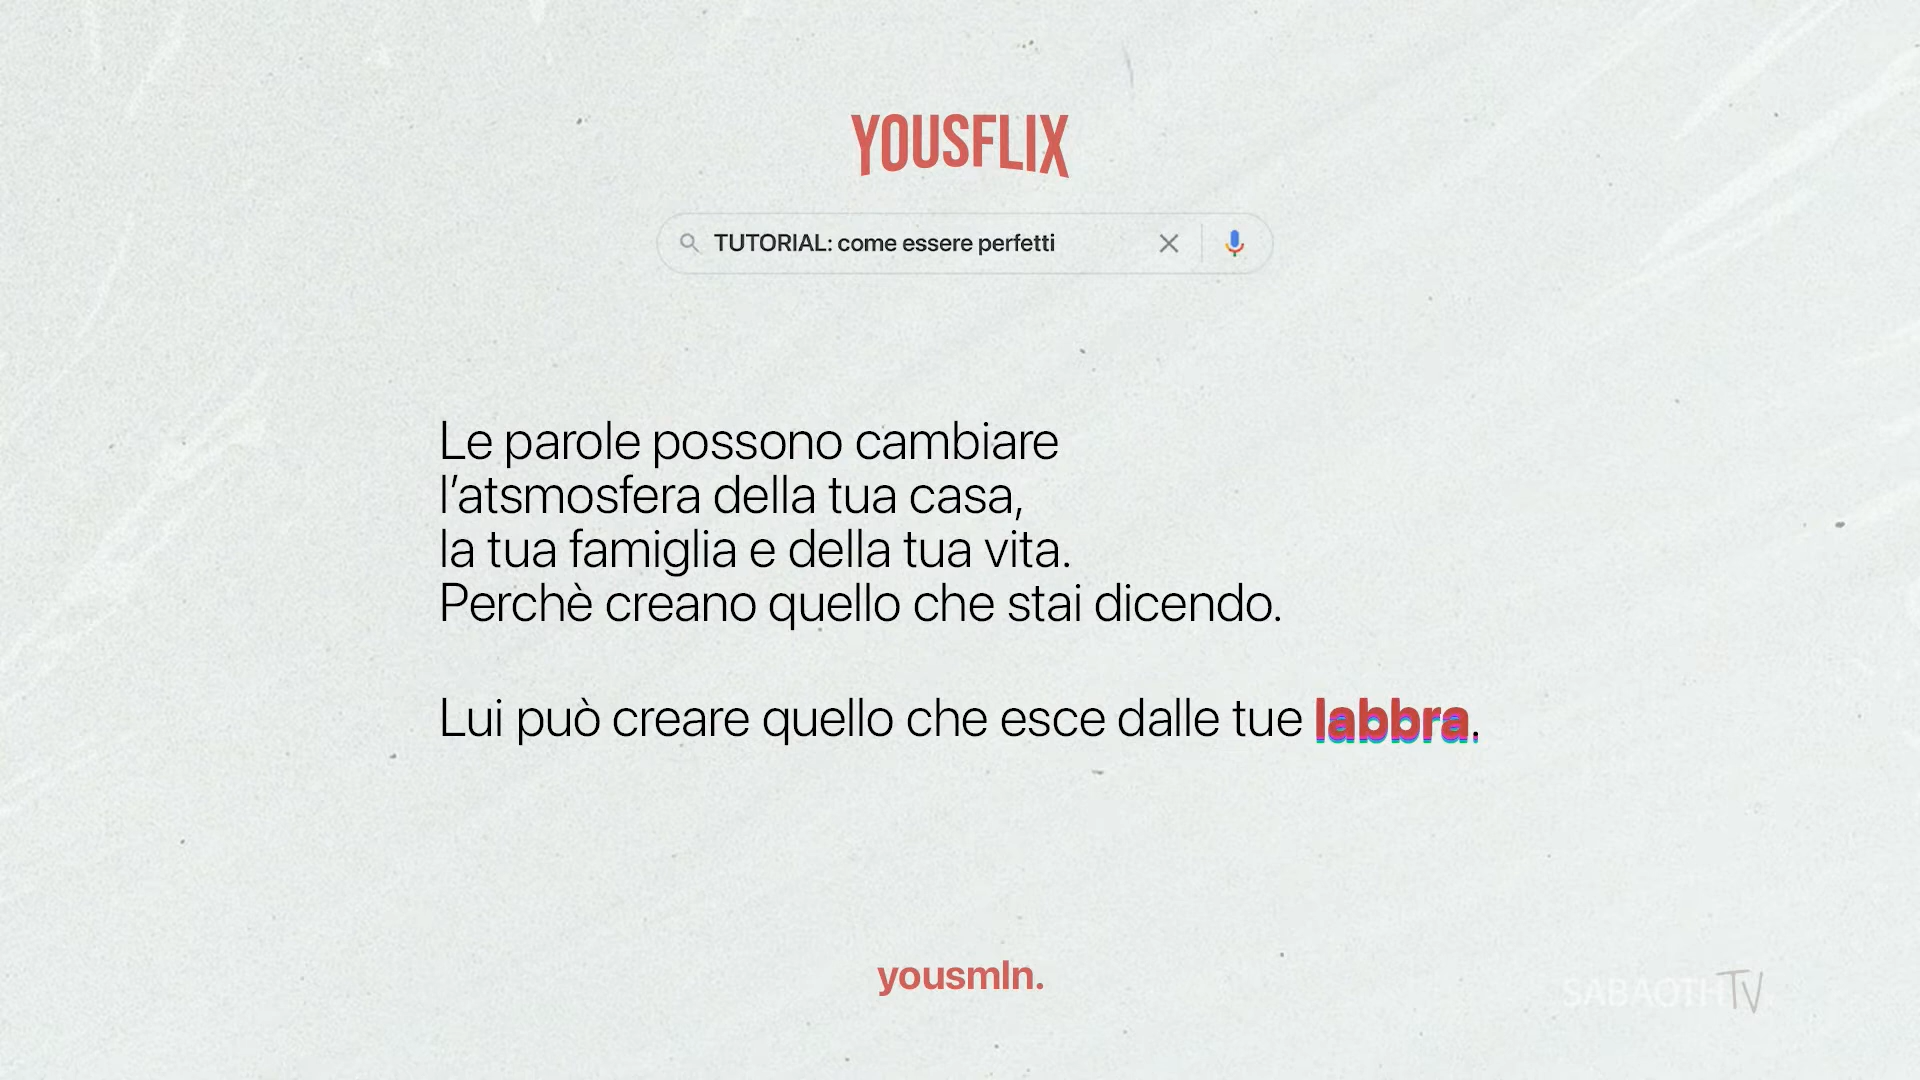 YOUSFLIX
TUTORIAL: come essere perfetti
Le parole possono cambiare
l’atsmosfera della tua casa,
la tua famiglia e della tua vita.
Perchè creano quello che stai dicendo.
Lui può creare quello che esce dalle tue labbra.
yousmln.
SABAOTH TV